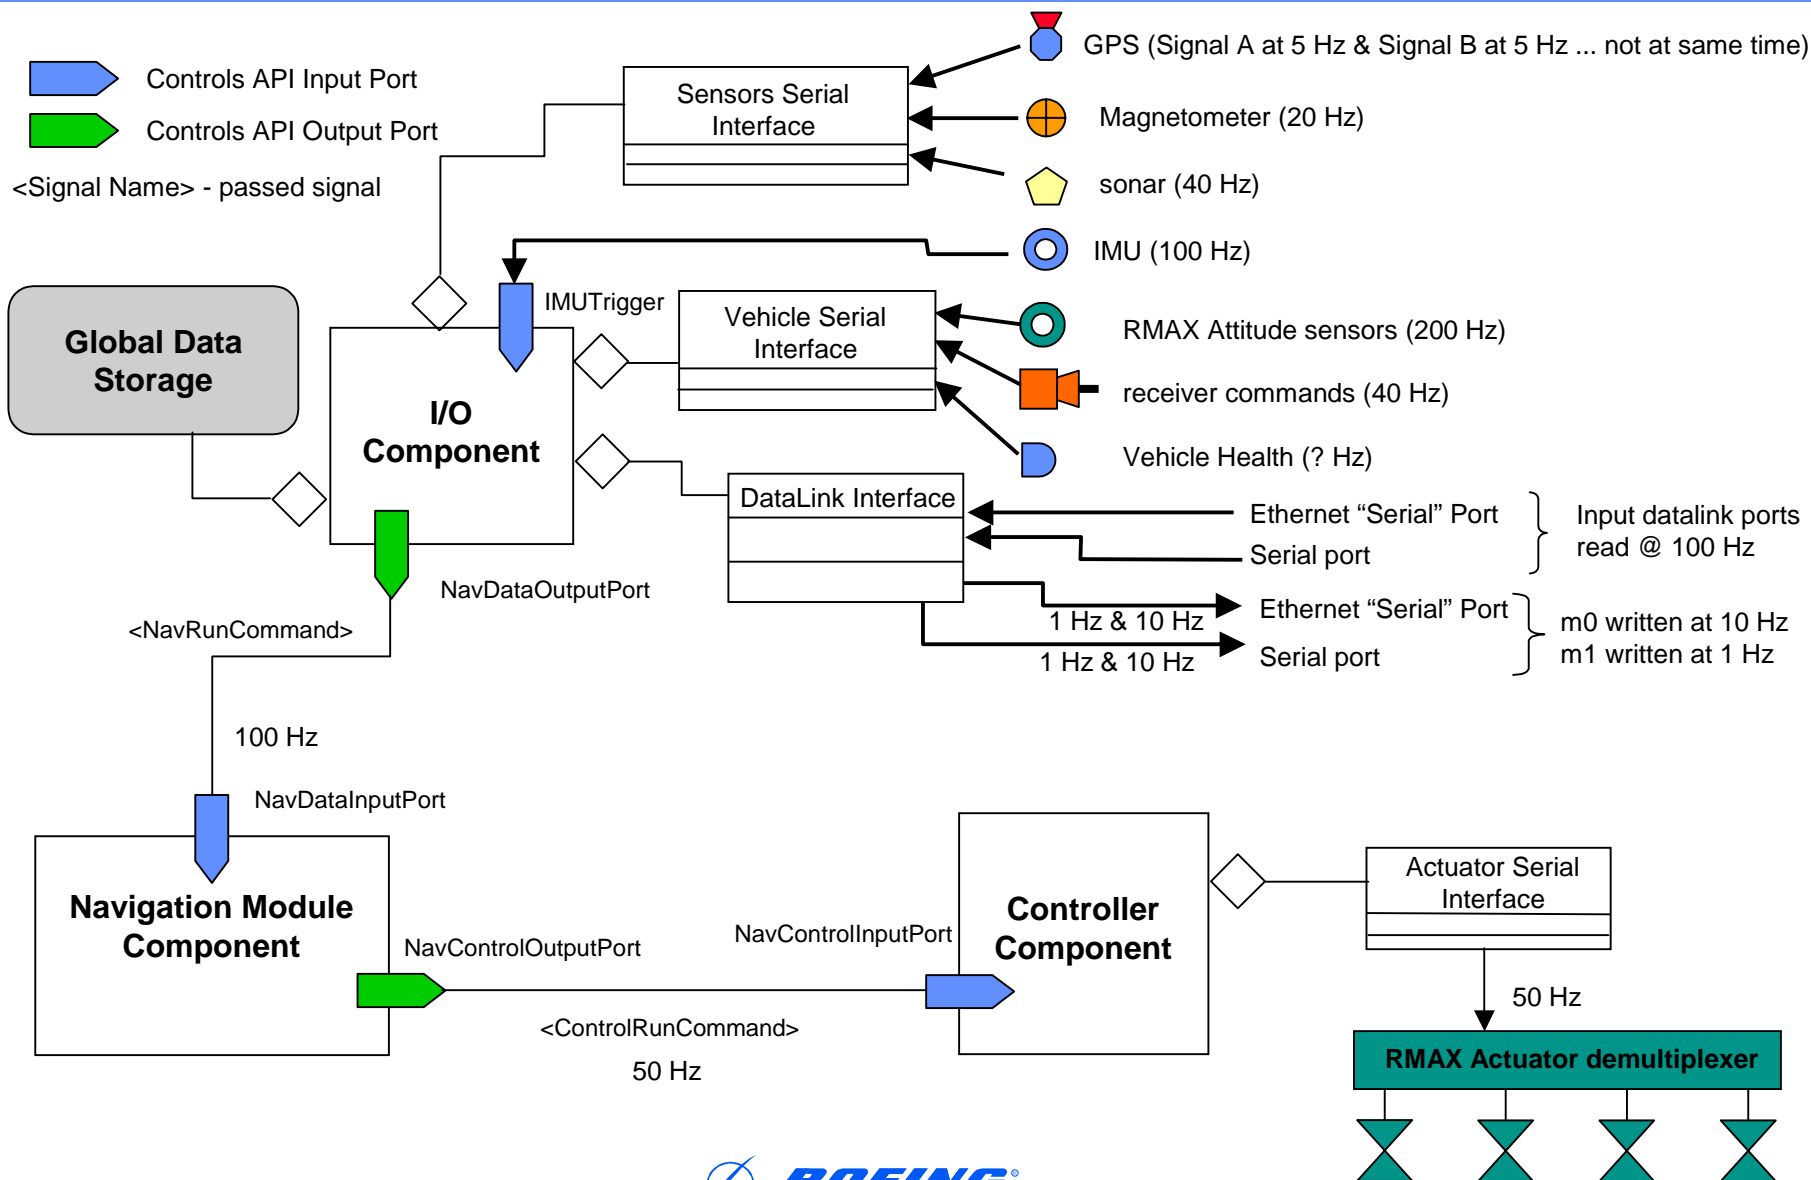 GPS (Signal A at 5 Hz & Signal B at 5 Hz ... not at same time)
Controls API Input Port
Controls API Output Port
<Signal Name> - passed signal
Sensors Serial
Interface
Magnetometer (20 Hz)
sonar (40 Hz)
IMU (100 Hz)
IMUTrigger
Global Data
Storage
Vehicle Serial
Interface
RMAX Attitude sensors (200 Hz)
receiver commands (40 Hz)
Vehicle Health (? Hz)
I/O
Component
DataLink Interface
Ethernet “Serial” Port
Serial port
Input datalink ports
read @ 100 Hz
NavDataOutputPort
1 Hz & 10 Hz
Ethernet “Serial” Port
1 Hz & 10 Hz
Serial port
m0 written at 10 Hz
m1 written at 1 Hz
<NavRunCommand>
100 Hz
NavDataInputPort
Navigation Module
Component
NavControlOutputPort
NavControlInputPort
<ControlRunCommand>
50 Hz
Controller
Component
Actuator Serial
Interface
50 Hz
RMAX Actuator demultiplexer
BOEING®